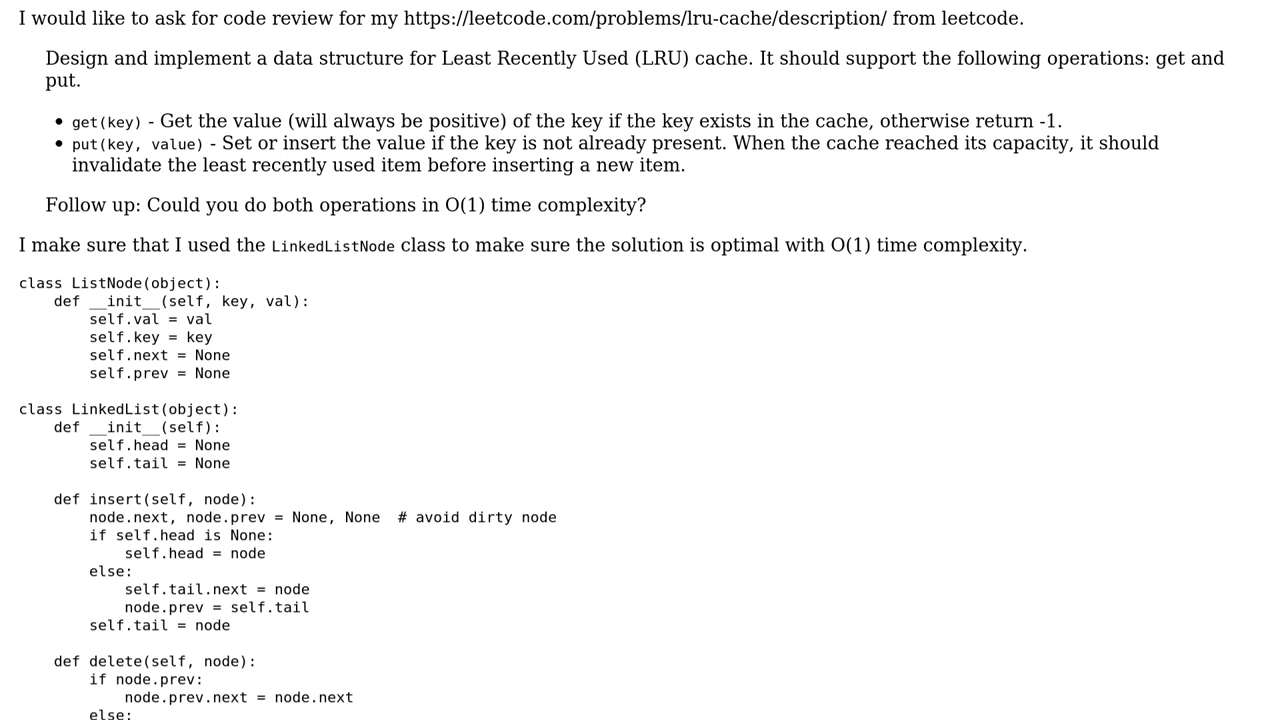 I would like to ask for code review for my https://leetcode.com/problems/lru-cache/description/ from leetcode.
Design and implement a data structure for Least Recently Used (LRU) cache. It should support the following operations: get and
put.
• get(key) - Get the value (will always be positive) of the key if the key exists in the cache, otherwise return -1.
• put(key, value) - Set or insert the value if the key is not already present. When the cache reached its capacity, it should
invalidate the least recently used item before inserting a new item.
Follow up: Could you do both operations in O(1) time complexity?
I make sure that I used the LinkedListNode class to make sure the solution is optimal with O(1) time complexity.
class ListNode(object):
    def __init__(self, key, val):
        self.val = val
        self.key = key
        self.next = None
        self.prev = None
class LinkedList(object):
    def __init__(self):
        self.head = None
        self.tail = None
    def insert(self, node):
        node.next, node.prev = None, None  # avoid dirty node
        if self.head is None:
            self.head = node
        else:
            self.tail.next = node
            node.prev = self.tail
        self.tail = node
    def delete(self, node):
        if node.prev:
            node.prev.next = node.next
        else: